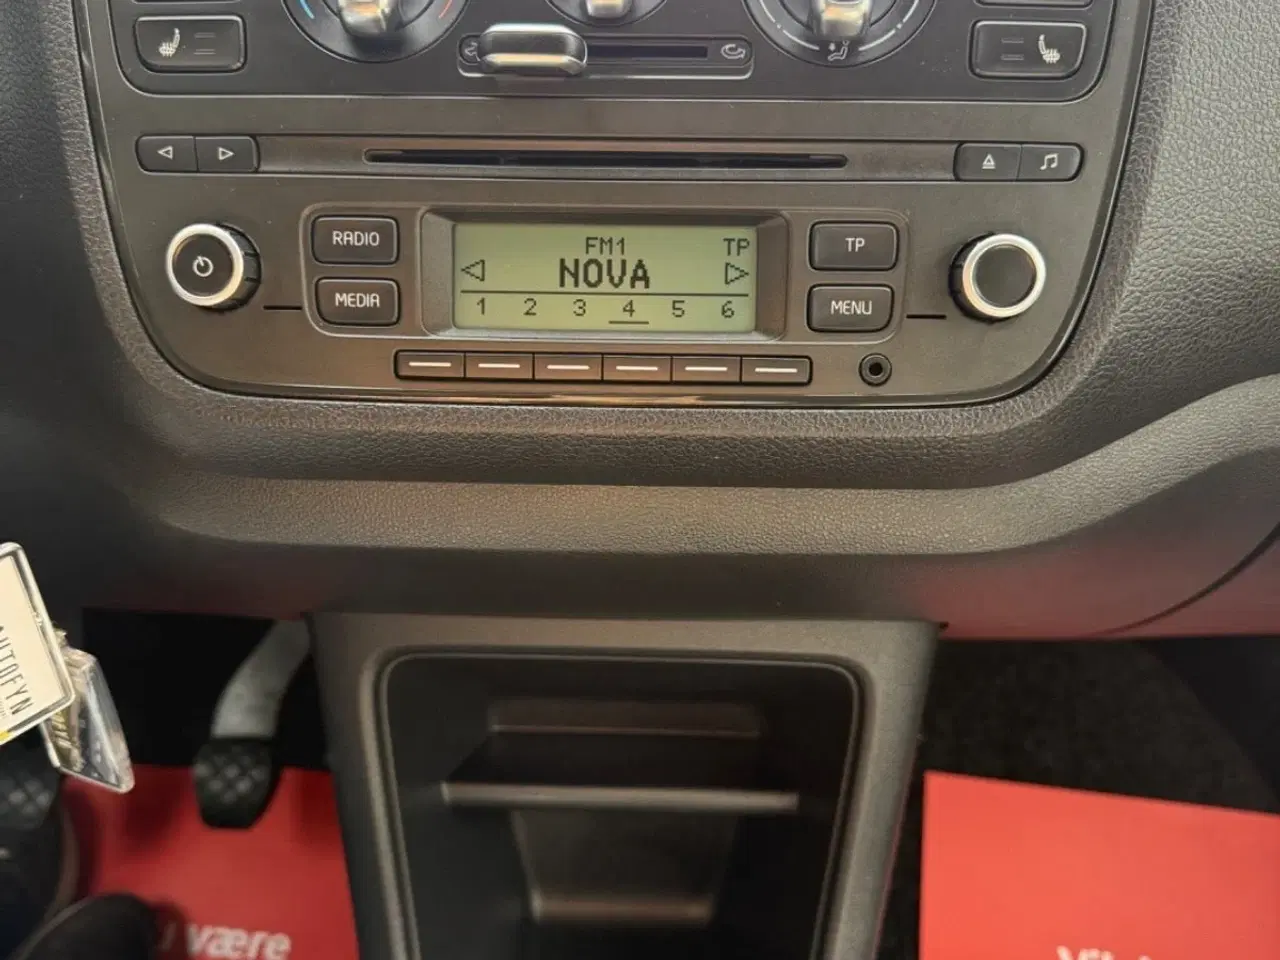 RADIO
MEDIA
FM1 TP
NOVA
1 2 3 4 5 6
TP
MENU
AUTOFYN
være